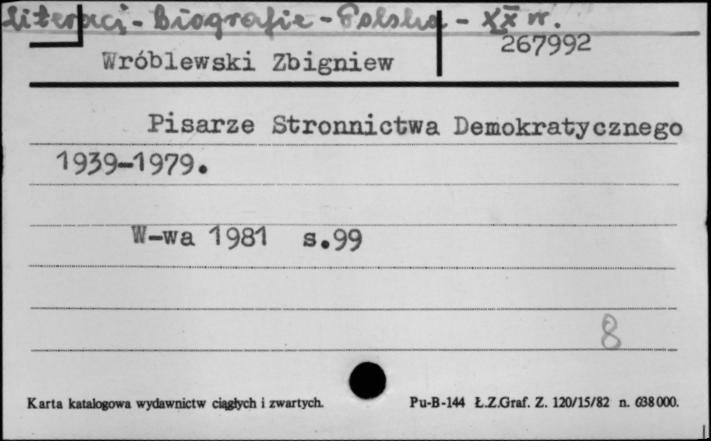 literaci - biografie - Polska - XX w.
267992
Wróblewski Zbigniew
Pisarze Stronnictwa Demokratycznego
1939-1979.
W-wa 1981 s.99
8
Karta katalogowa wydawnictw ciągłych i zwartych. Pu-B-144 Ł.Z.Graf. Z. 120/15/82 n. 638000.